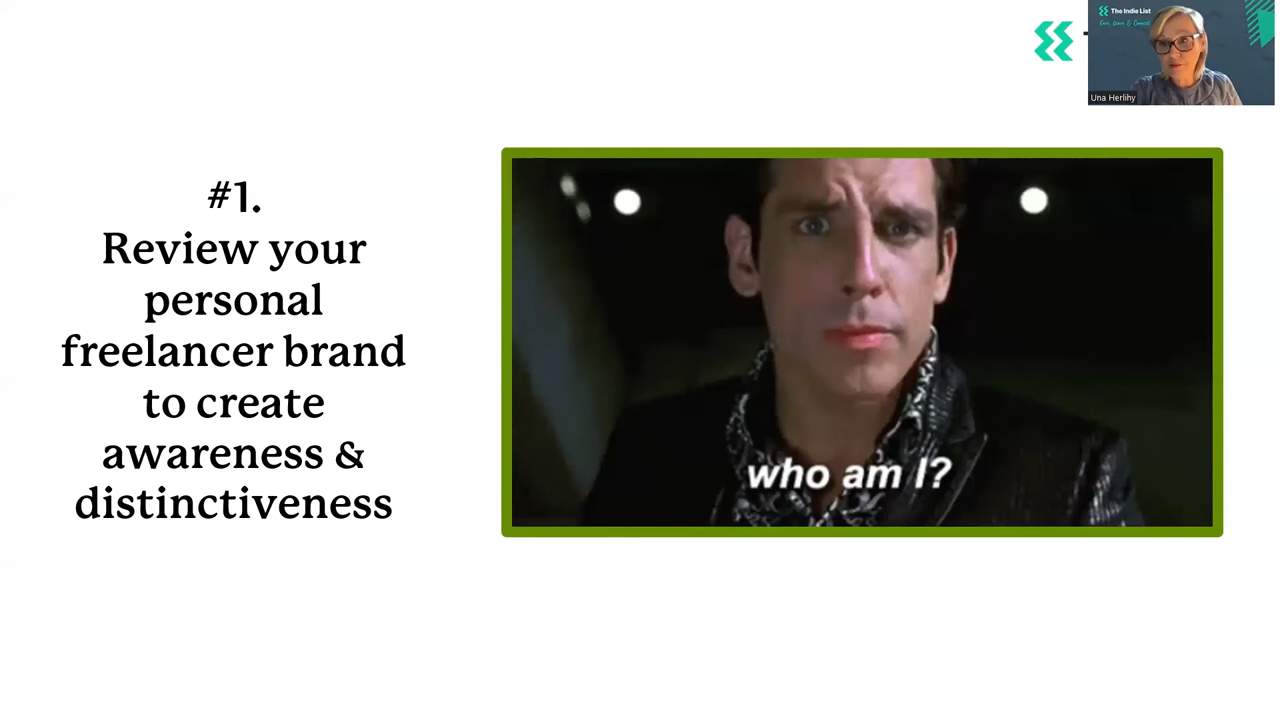 #1.
Review your
personal
freelancer brand
to create
awareness &
distinctiveness
who am I?
The Indie List
Una Herlihy